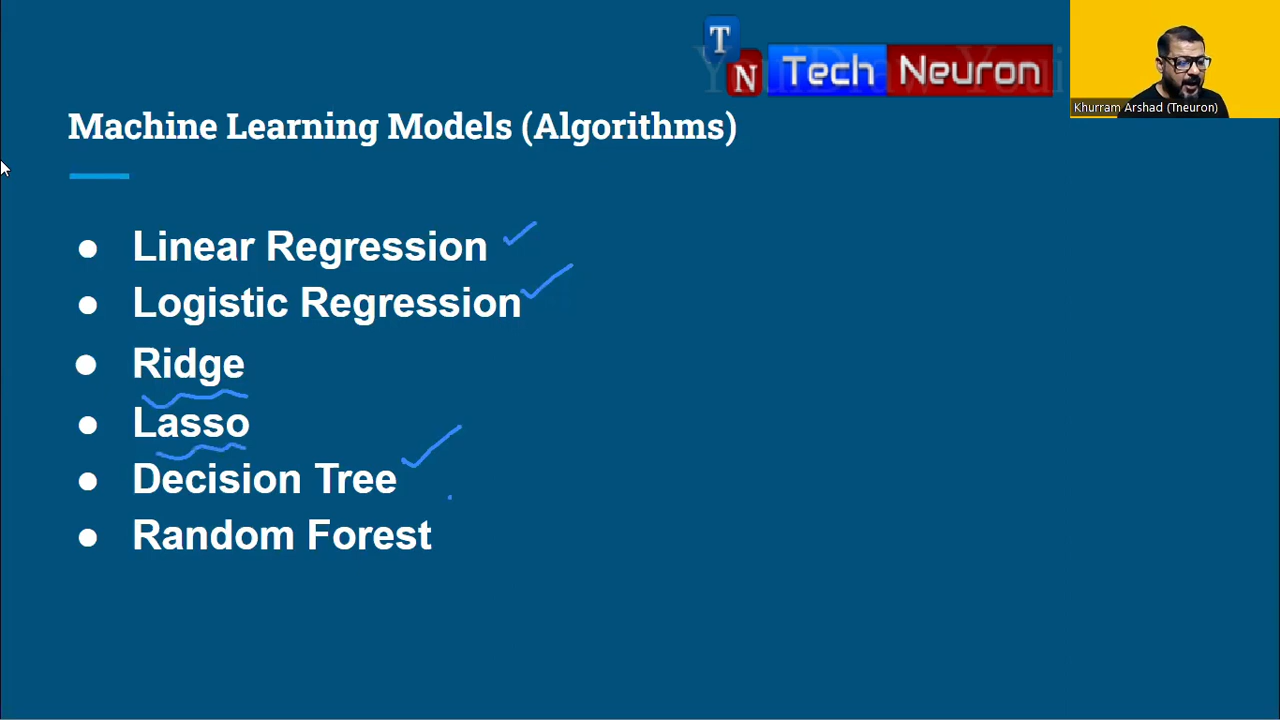 T
N
Tech Neuron
Khurram Arshad (Tneuron)
Machine Learning Models (Algorithms)
● Linear Regression
● Logistic Regression
● Ridge
● Lasso
● Decision Tree
● Random Forest